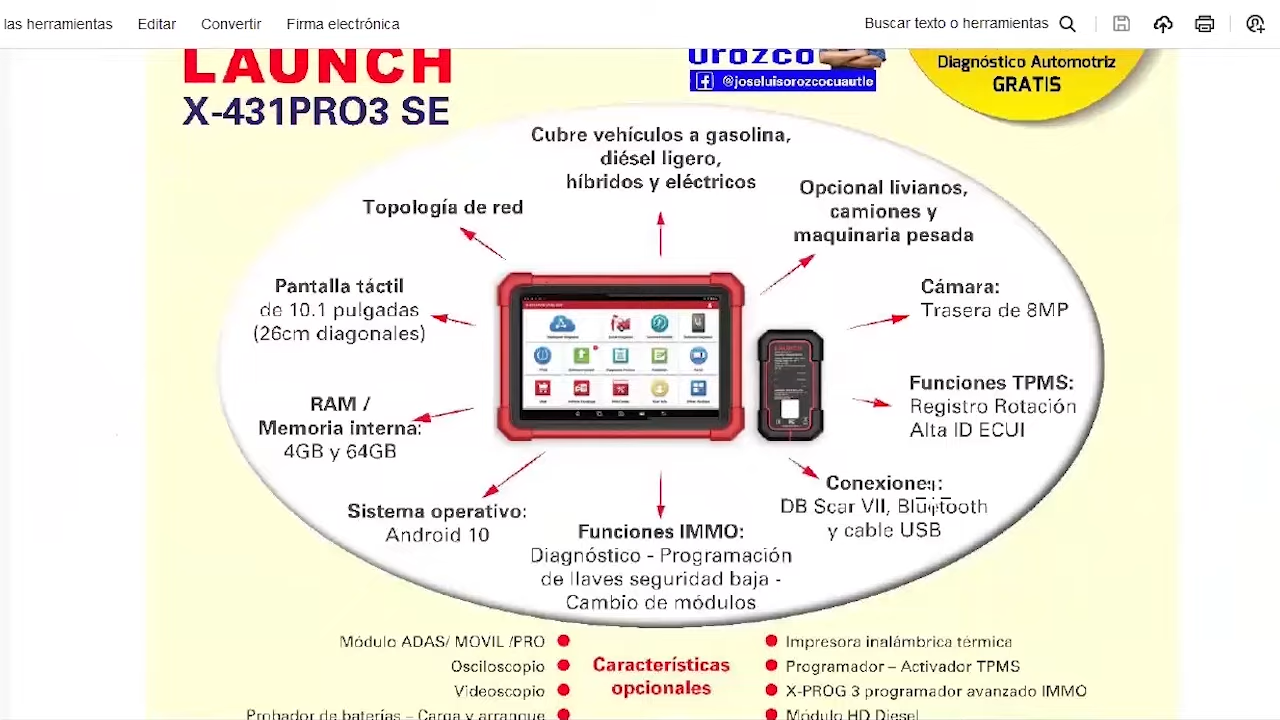 las herramientas Editar Convertir Firma electrónica Buscar texto o herramientas
LAUNCH
X-431PRO3 SE
Orozco
@joseluisorozcocuautle
Diagnóstico Automotriz
GRATIS
Cubre vehículos a gasolina,
diésel ligero,
híbridos y eléctricos
Opcional livianos,
camiones y
maquinaria pesada
Topología de red
Pantalla táctil
de 10.1 pulgadas
(26cm diagonales)
Cámara:
Trasera de 8MP
RAM /
Memoria interna:
4GB y 64GB
Funciones TPMS:
Registro Rotación
Alta ID ECUI
Sistema operativo:
Android 10
Conexiones:
DB Scar VII, Bluetooth
y cable USB
Funciones IMMO:
Diagnóstico - Programación
de llaves seguridad baja -
Cambio de módulos
Módulo ADAS/ MOVIL /PRO
Osciloscopio
Videoscopio
Probador de baterías – Carga y arranque
Características
opcionales
Impresora inalámbrica térmica
Programador – Activador TPMS
X-PROG 3 programador avanzado IMMO
Módulo HD Diesel